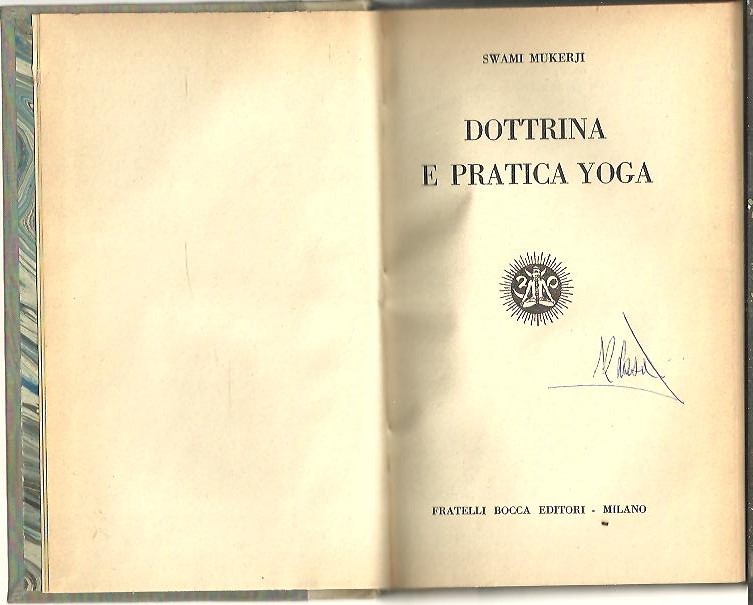 SWAMI MUKERJI
DOTTRINA
E PRATICA YOGA
FRATELLI BOCCA EDITORI - MILANO